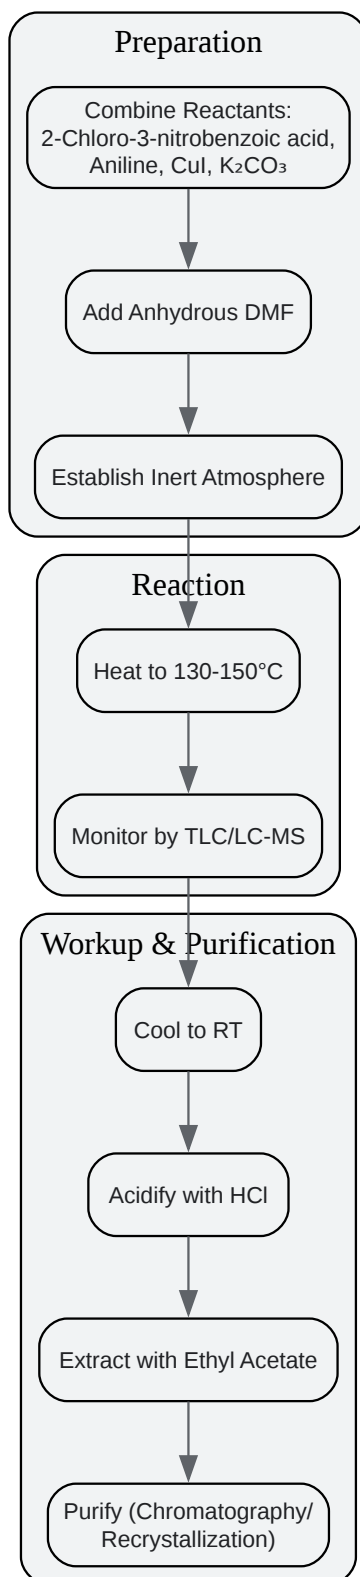 Preparation
Combine Reactants:
2-Chloro-3-nitrobenzoic acid,
Aniline, CuI, K₂CO₃
Add Anhydrous DMF
Establish Inert Atmosphere
Reaction
Heat to 130-150°C
Monitor by TLC/LC-MS
Workup & Purification
Cool to RT
Acidify with HCl
Extract with Ethyl Acetate
Purify (Chromatography/
Recrystallization)